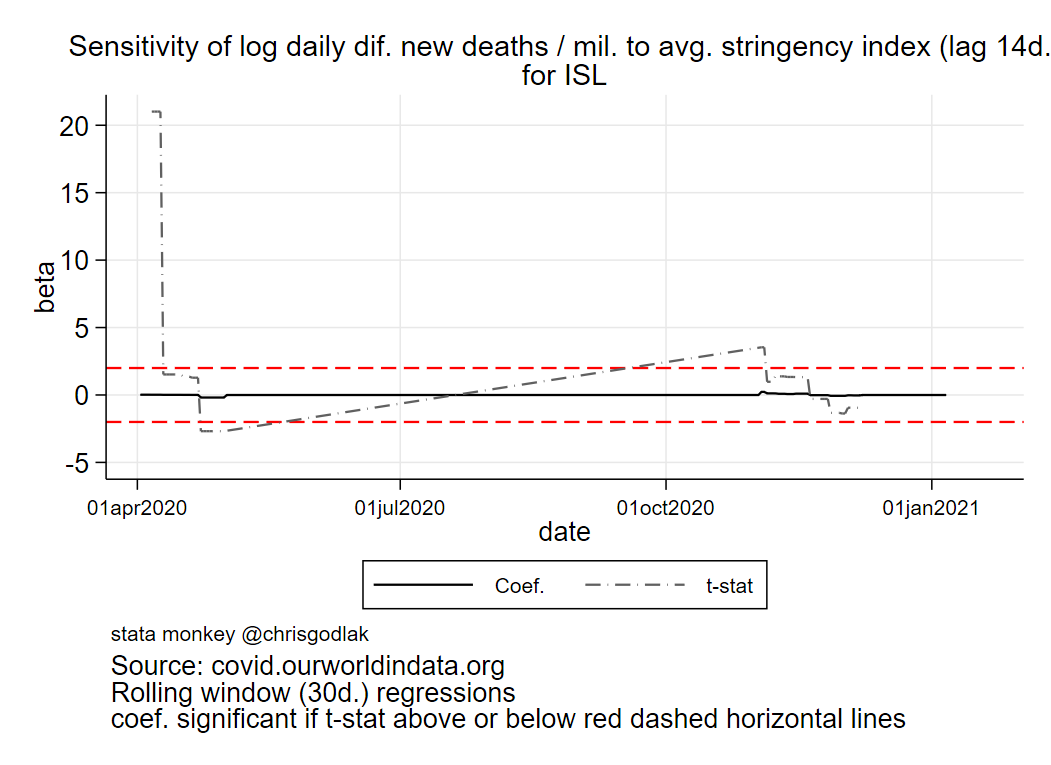 Sensitivity of log daily dif. new deaths / mil. to avg. stringency index (lag 14d.
for ISL
20
15
10
5
0
-5
beta
01apr2020
01jul2020
01oct2020
01jan2021
date
Coef.
t-stat
stata monkey @chrisgodlak
Source: covid.ourworldindata.org
Rolling window (30d.) regressions
coef. significant if t-stat above or below red dashed horizontal lines